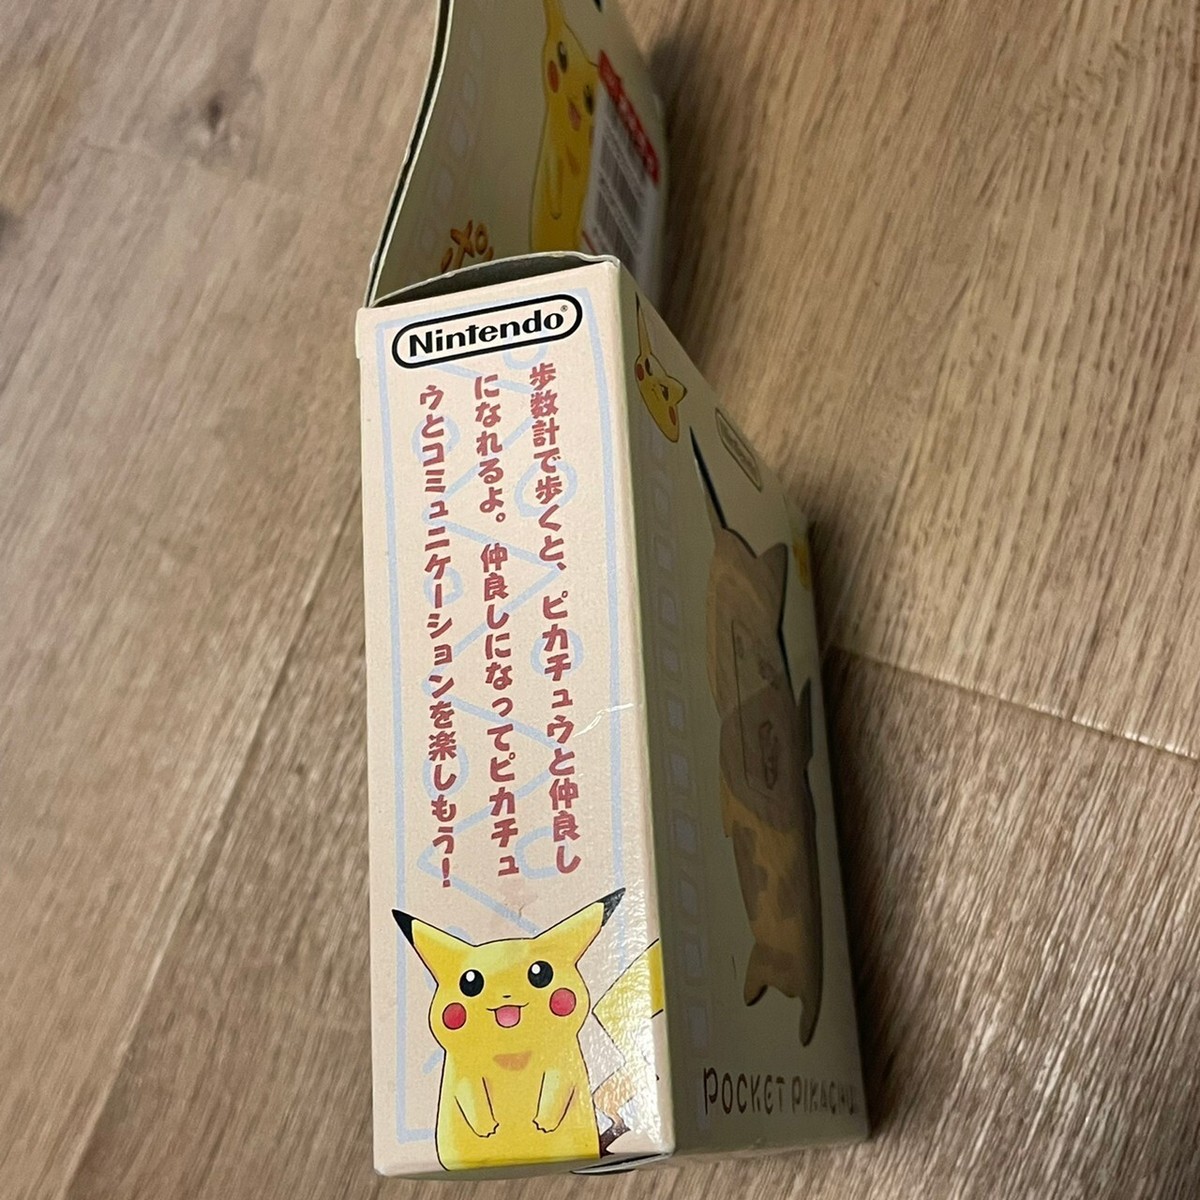 Nintendo®
歩数計で歩くと、ピカチュウと仲良し
になれるよ。仲良しになってピカチュ
ウとコミュニケーションを楽しもう!
POCKET PIKACHU